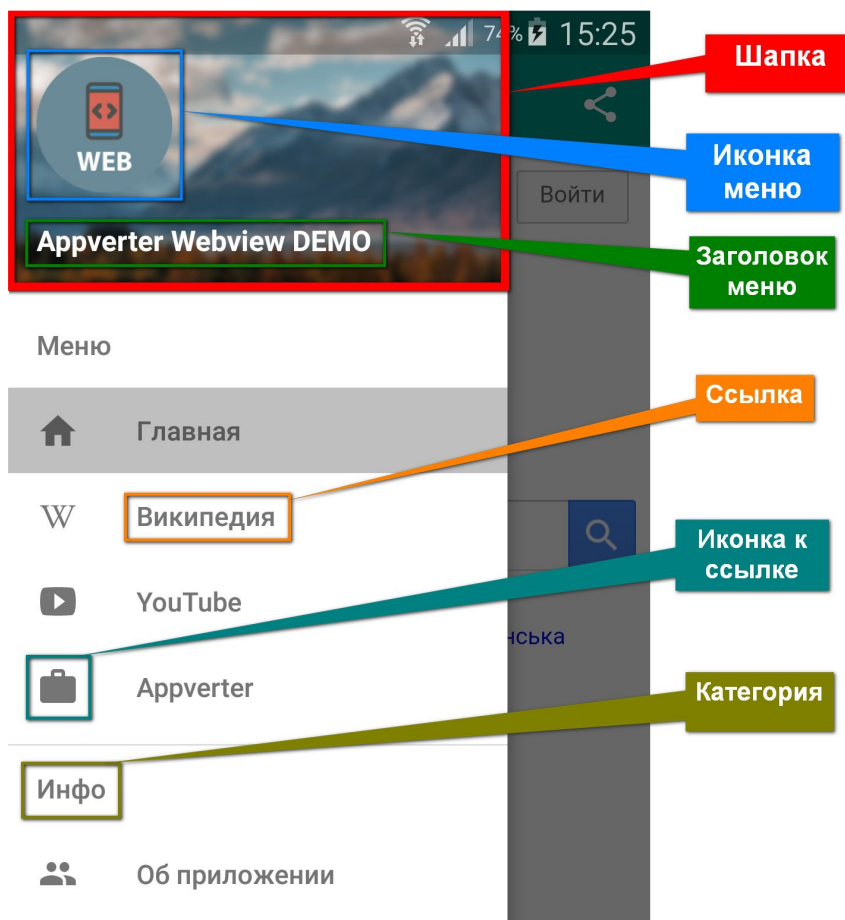 74% 15:25
Шапка
WEB
Иконка
меню
Войти
Appverter Webview DEMO
Заголовок
меню
Меню
Ссылка
Главная
W
Википедия
Иконка к
ссылке
YouTube
нська
Appverter
Категория
Инфо
Об приложении